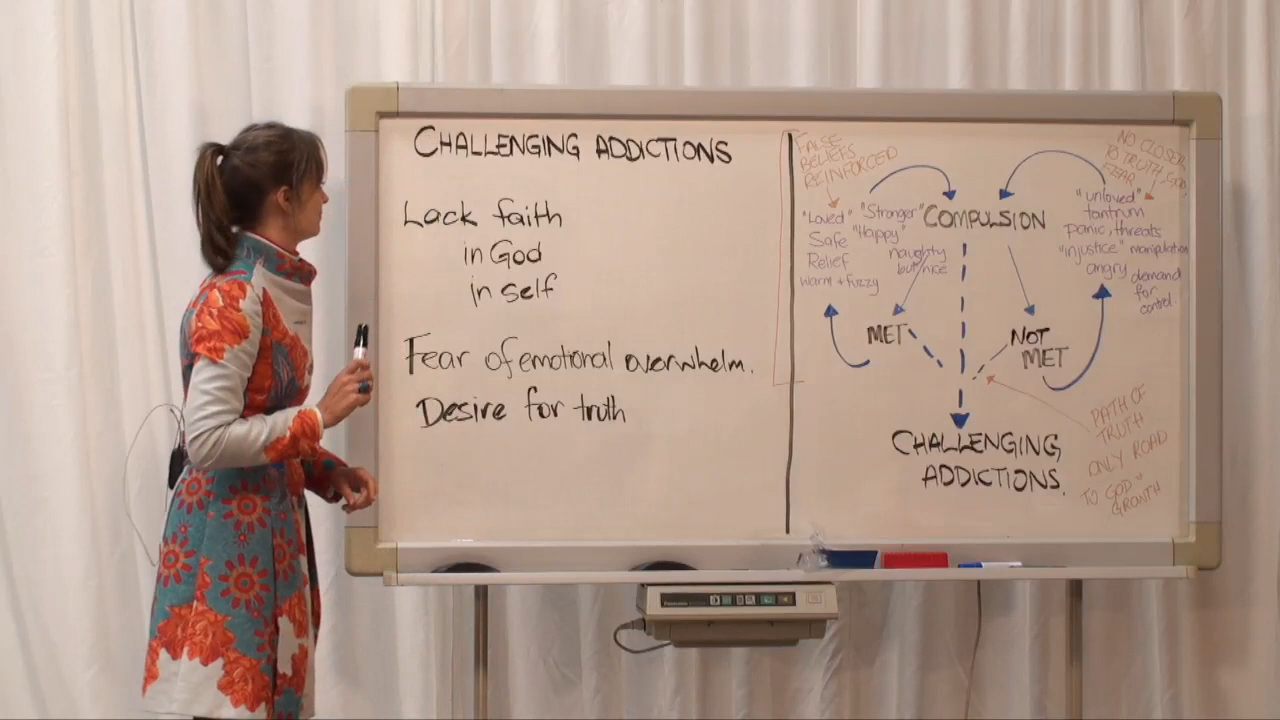 CHALLENGING ADDICTIONS
Lack faith
in God
in self
Fear of emotional overwhelm.
Desire for truth
FALSE
BELIEFS
REINFORCED
"Loved" "Stronger"
Safe "Happy"
Relief naughty
but nice
warm + fuzzy
COMPULSION
NO CLOSER
TO TRUTH, GOD,
FEAR
"unloved"
tantrum
panic, threats
"injustice" manipulation
angry demand
for
control.
MET
NOT
MET
PATH OF
TRUTH
ONLY ROAD
TO GOD +
GROWTH
CHALLENGING
ADDICTIONS.
Panasonic